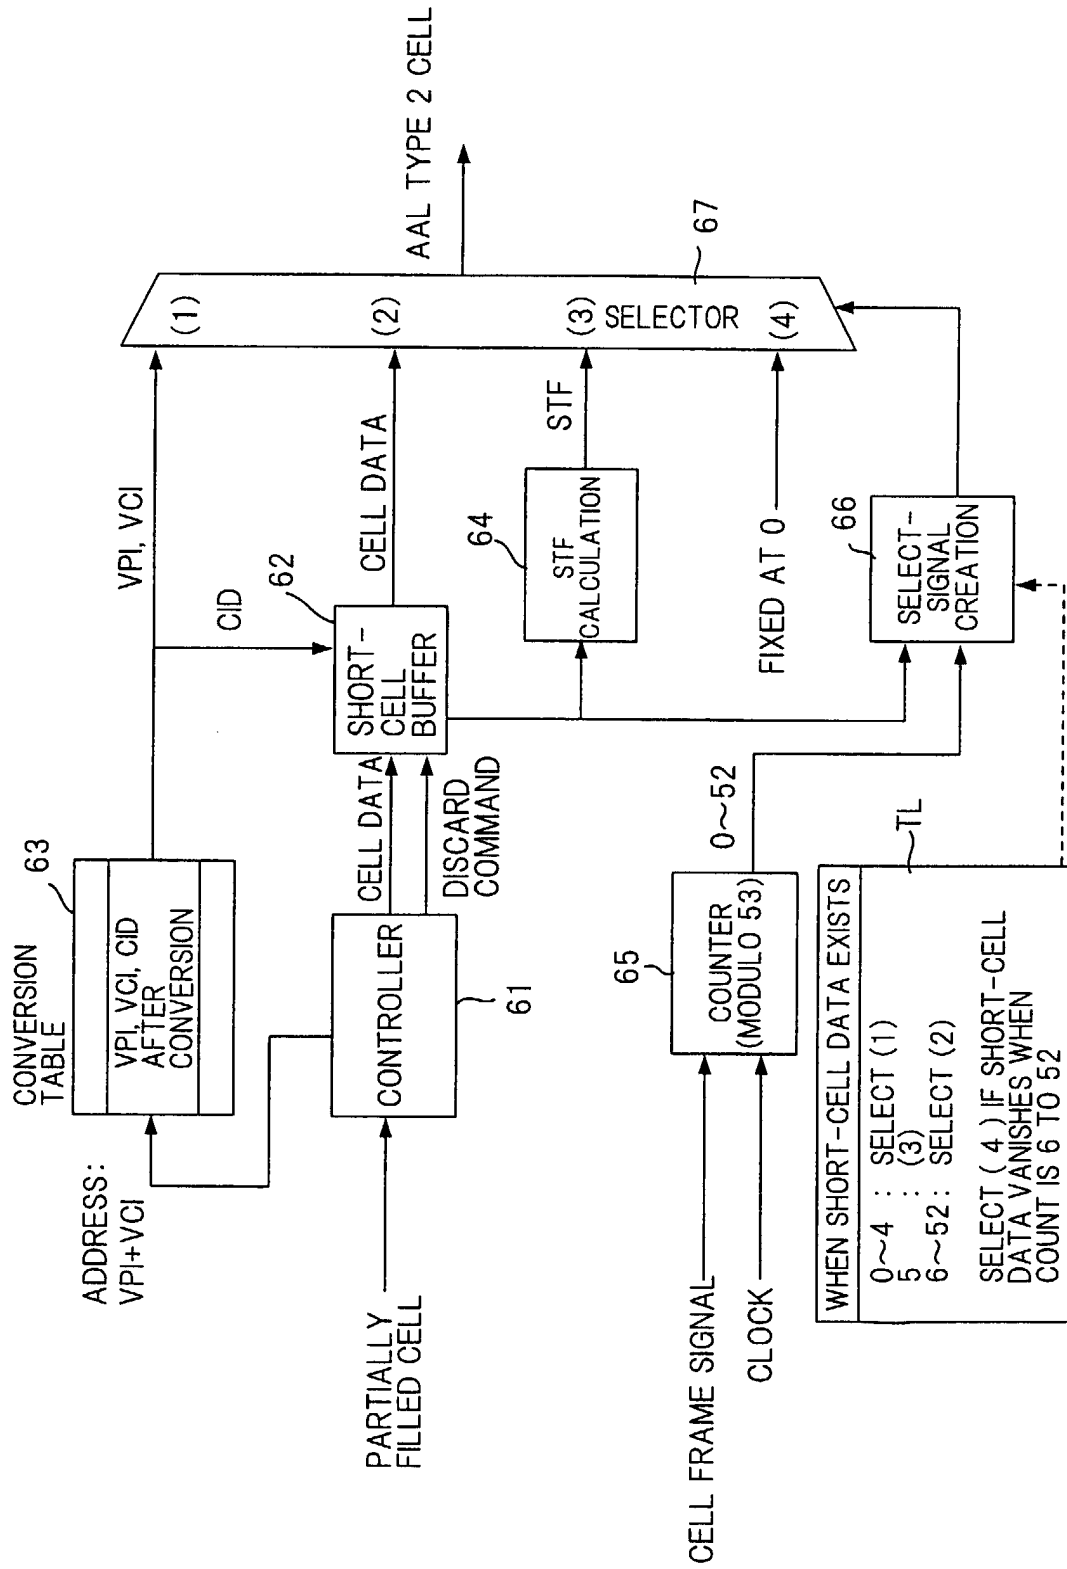 CONVERSION
TABLE
63
VPI, VCI, CID
AFTER
CONVERSION
ADDRESS:
VPI+VCI
VPI, VCI
CID
PARTIALLY
FILLED CELL
CONTROLLER
61
CELL DATA
DISCARD
COMMAND
62
SHORT-
CELL
BUFFER
CELL DATA
64
STF
CALCULATION
STF
FIXED AT 0
(1)
(2)
(3) SELECTOR
(4)
67
AAL TYPE 2 CELL
CELL FRAME SIGNAL
CLOCK
65
COUNTER
(MODULO 53)
0～52
66
SELECT-
SIGNAL
CREATION
TL
WHEN SHORT-CELL DATA EXISTS
0～4 : SELECT (1)
5 : (3)
6～52: SELECT (2)
SELECT (4) IF SHORT-CELL
DATA VANISHES WHEN
COUNT IS 6 TO 52